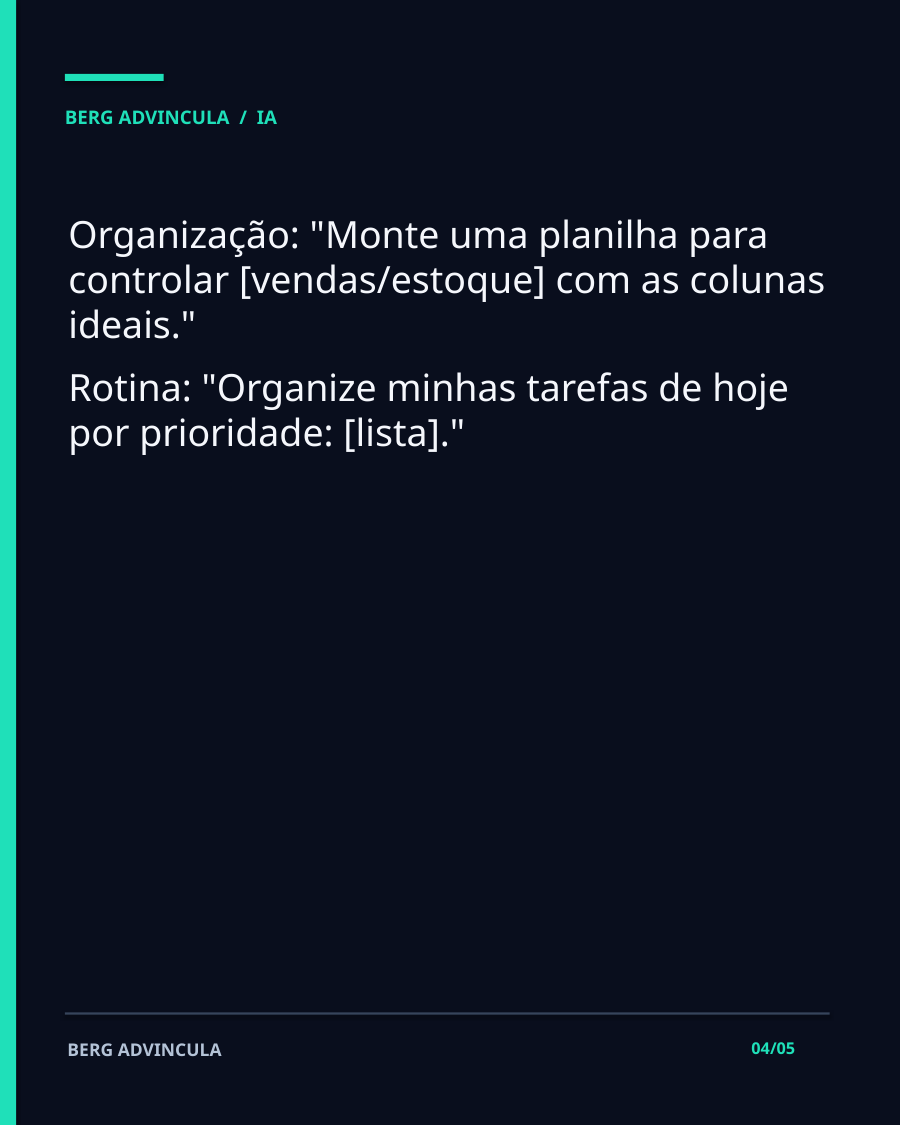 BERG ADVINCULA / IA
Organização: "Monte uma planilha para
controlar [vendas/estoque] com as colunas
ideais."
Rotina: "Organize minhas tarefas de hoje
por prioridade: [lista]."
BERG ADVINCULA
04/05